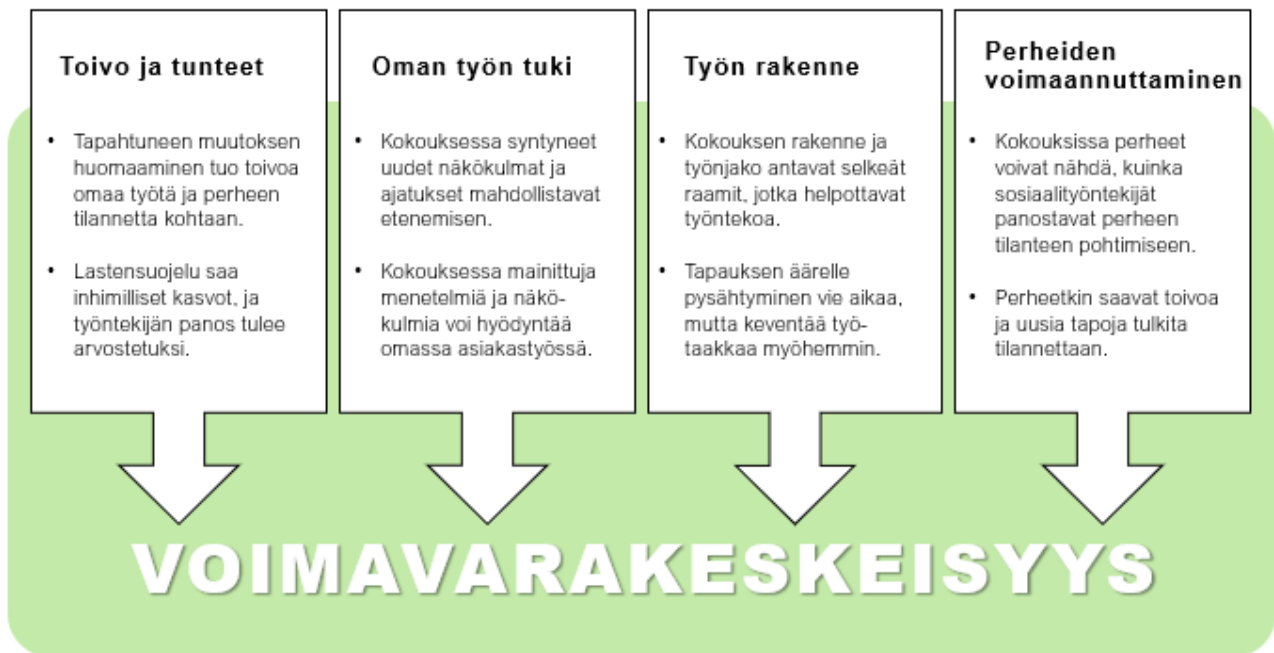 Toivo ja tunteet
• Tapahtuneen muutoksen
huomaaminen tuo toivoa
omaa työtä ja perheen
tilannetta kohtaan.
• Lastensuojelu saa
inhimilliset kasvot, ja
työntekijän panos tulee
arvostetuksi.
Oman työn tuki
• Kokouksessa syntyneet
uudet näkökulmat ja
ajatukset mahdollistavat
etenemisen.
• Kokouksessa mainittuja
menetelmiä ja näkö-
kulmia voi hyödyntää
omassa asiakastyössä.
Työn rakenne
• Kokouksen rakenne ja
työnjako antavat selkeät
raamit, jotka helpottavat
työntekoa.
• Tapauksen äärelle
pysähtyminen vie aikaa,
mutta keventää työ-
taakkaa myöhemmin.
Perheiden
voimaannuttaminen
• Kokouksissa perheet
voivat nähdä, kuinka
sosiaalityöntekijät
panostavat perheen
tilanteen pohtimiseen.
• Perheetkin saavat toivoa
ja uusia tapoja tulkita
tilannettaan.
VOIMAVARAKESKEISYYS